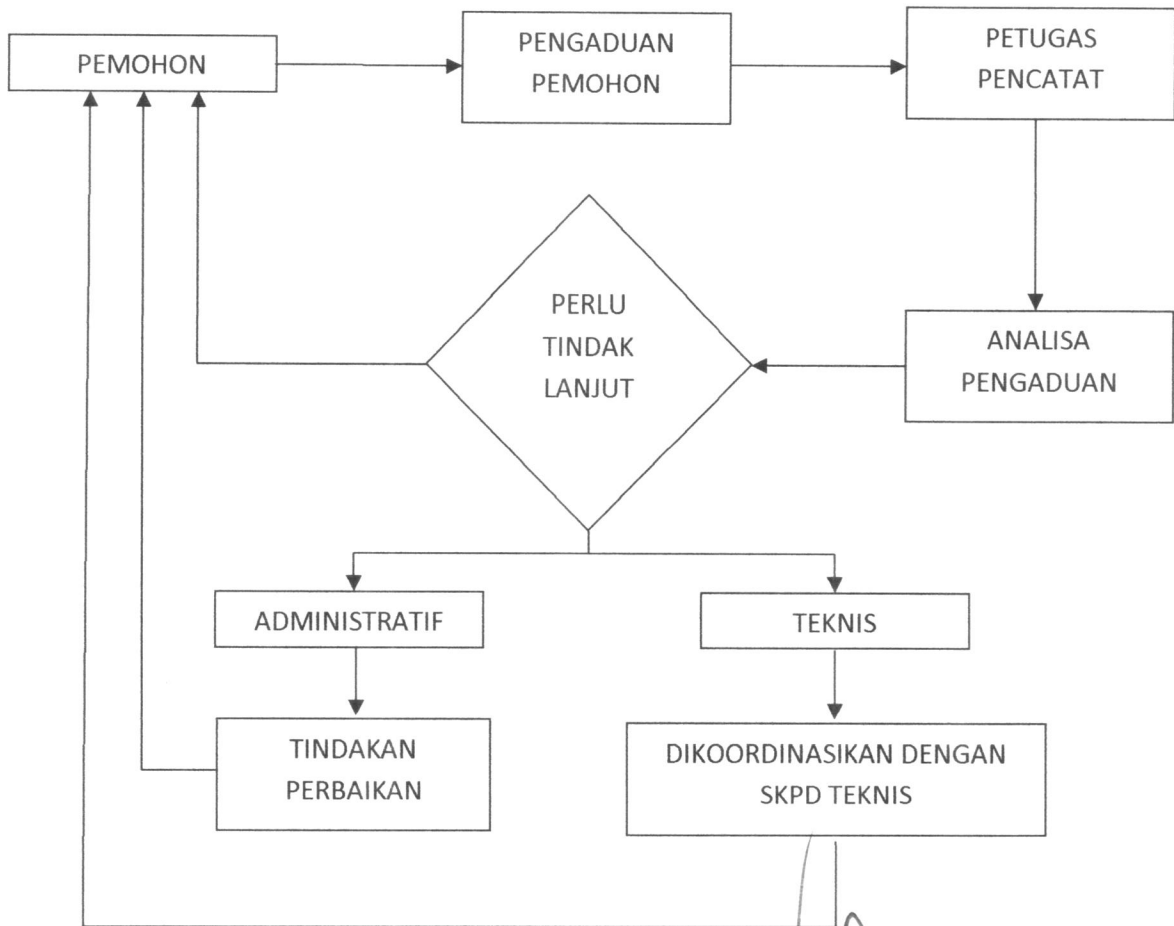 PEMOHON
PENGADUAN
PEMOHON
PETUGAS
PENCATAT
ANALISA
PENGADUAN
PERLU
TINDAK
LANJUT
ADMINISTRATIF
TEKNIS
TINDAKAN
PERBAIKAN
DIKOORDINASIKAN DENGAN
SKPD TEKNIS